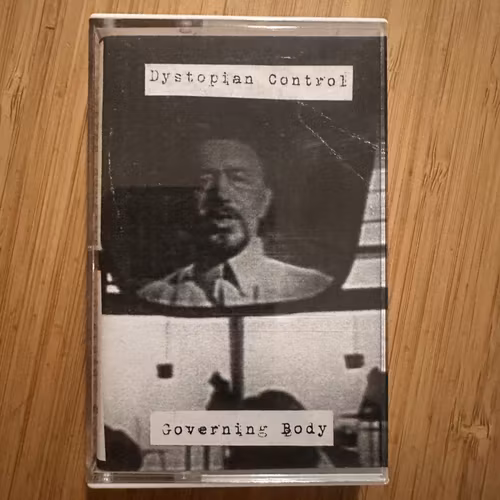 Dystopian Control
Governing Body